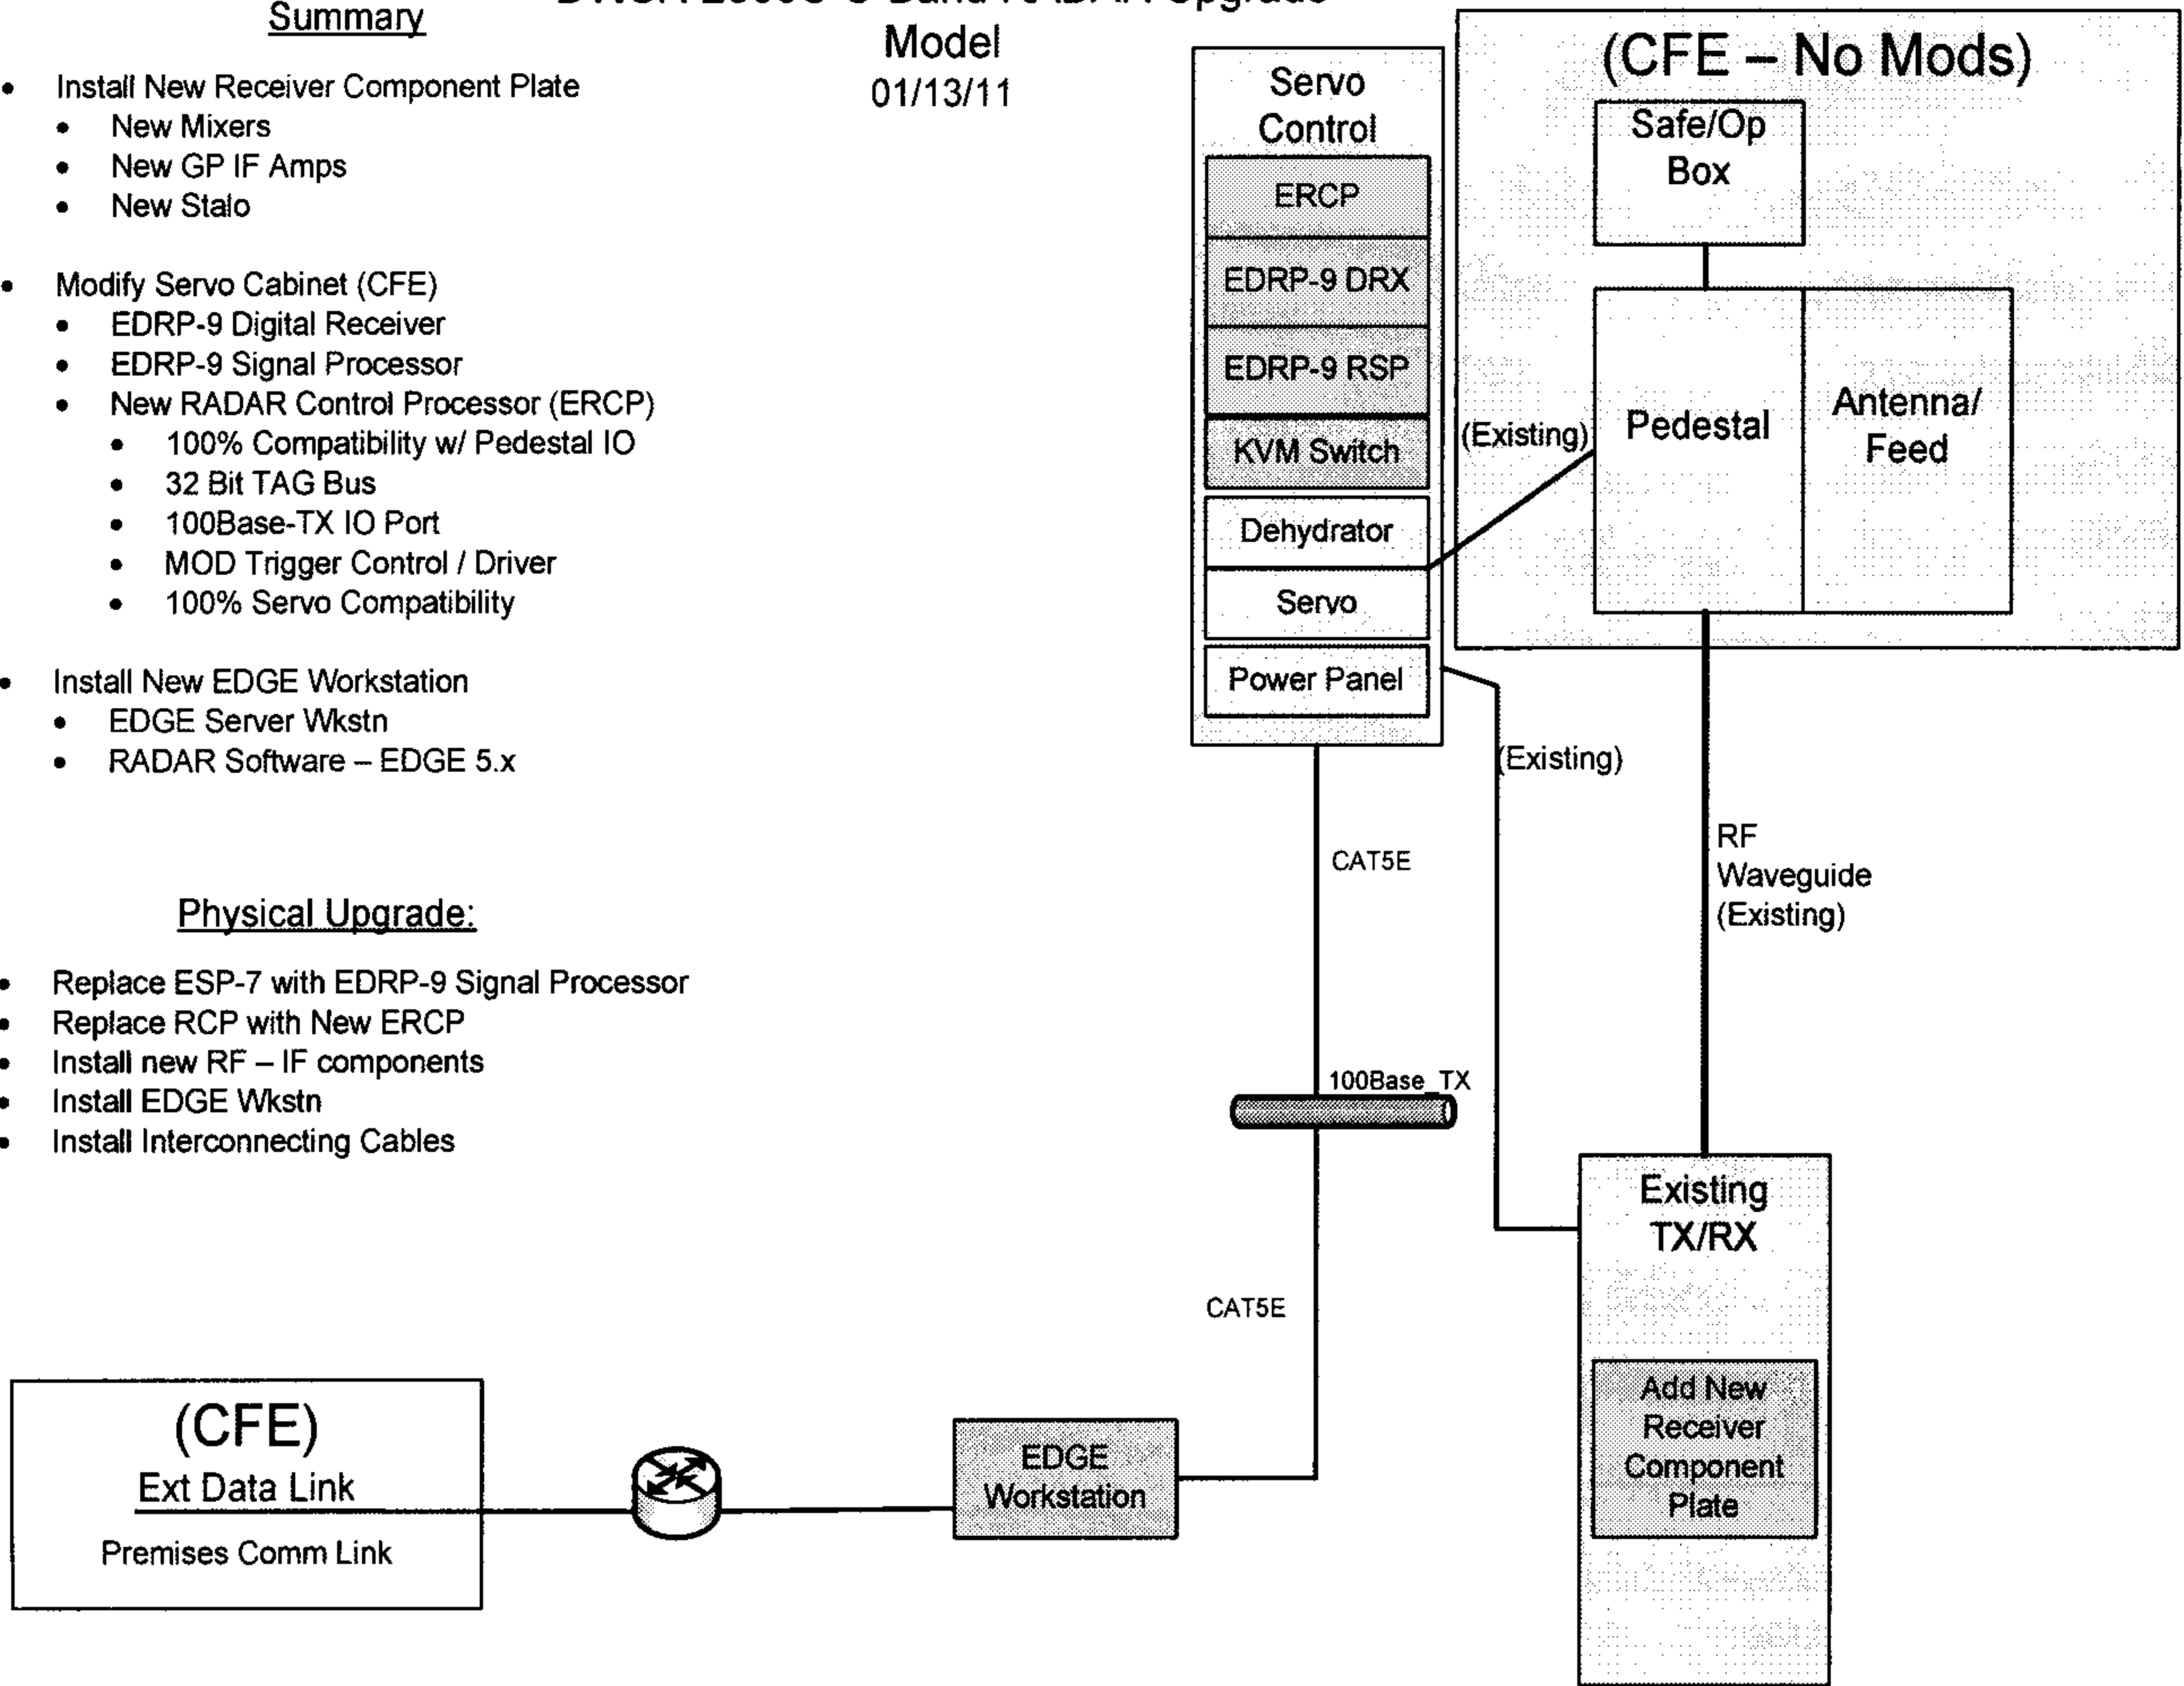 Summary
• Install New Receiver Component Plate
• New Mixers
• New GP IF Amps
• New Stalo
• Modify Servo Cabinet (CFE)
• EDRP-9 Digital Receiver
• EDRP-9 Signal Processor
• New RADAR Control Processor (ERCP)
• 100% Compatibility w/ Pedestal IO
• 32 Bit TAG Bus
• 100Base-TX IO Port
• MOD Trigger Control / Driver
• 100% Servo Compatibility
• Install New EDGE Workstation
• EDGE Server Wkstn
• RADAR Software – EDGE 5.x
Physical Upgrade:
• Replace ESP-7 with EDRP-9 Signal Processor
• Replace RCP with New ERCP
• Install new RF – IF components
• Install EDGE Wkstn
• Install Interconnecting Cables
C-Band RADAR Upgrade
Model
01/13/11
Servo
Control
ERCP
EDRP-9 DRX
EDRP-9 RSP
KVM Switch
Dehydrator
Servo
Power Panel
(CFE – No Mods)
Safe/Op
Box
Pedestal
Antenna/
Feed
(Existing)
(Existing)
RF
Waveguide
(Existing)
CAT5E
100Base_TX
CAT5E
Existing
TX/RX
Add New
Receiver
Component
Plate
EDGE
Workstation
(CFE)
Ext Data Link
Premises Comm Link